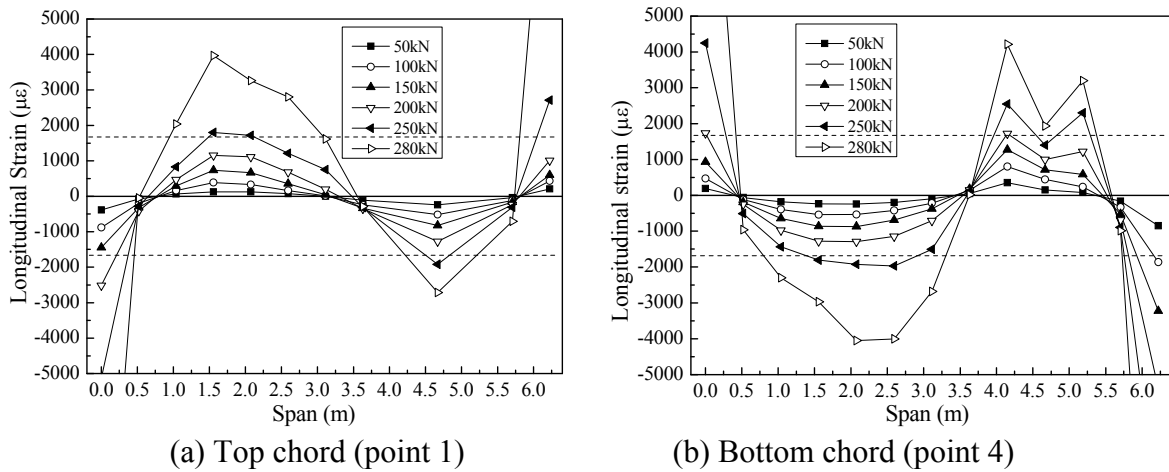 5000
4000
3000
2000
1000
0
-1000
-2000
-3000
-4000
-5000
Longitudinal Strain (με)
50kN
100kN
150kN
200kN
250kN
280kN
0.0 0.5 1.0 1.5 2.0 2.5 3.0 3.5 4.0 4.5 5.0 5.5 6.0
Span (m)
(a) Top chord (point 1)
5000
4000
3000
2000
1000
0
-1000
-2000
-3000
-4000
-5000
Longitudinal strain (με)
50kN
100kN
150kN
200kN
250kN
280kN
0.0 0.5 1.0 1.5 2.0 2.5 3.0 3.5 4.0 4.5 5.0 5.5 6.0
Span (m)
(b) Bottom chord (point 4)